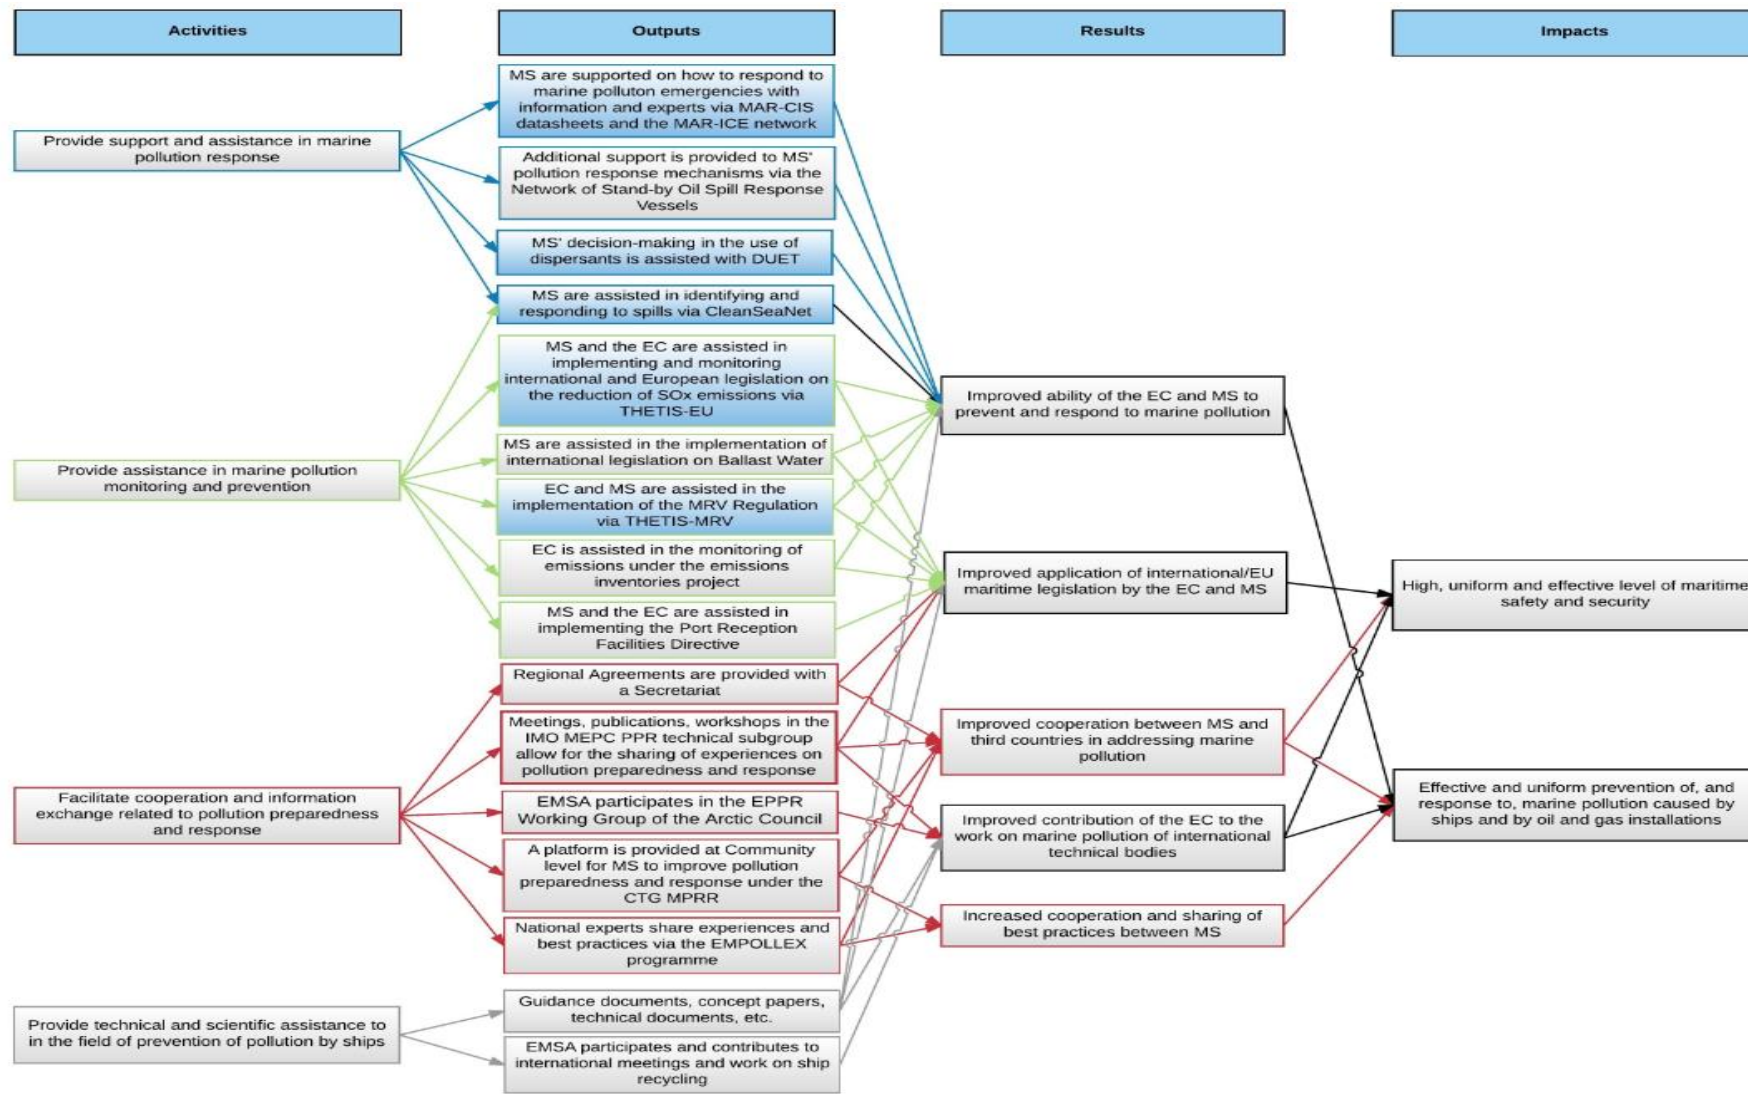 Activities
Outputs
Results
Impacts
Provide support and assistance in marine
pollution response
Provide assistance in marine pollution
monitoring and prevention
Facilitate cooperation and information
exchange related to pollution preparedness
and response
Provide technical and scientific assistance to
in the field of prevention of pollution by ships
MS are supported on how to respond to
marine polluton emergencies with
information and experts via MAR-CIS
datasheets and the MAR-ICE network
Additional support is provided to MS'
pollution response mechanisms via the
Network of Stand-by Oil Spill Response
Vessels
MS' decision-making in the use of
dispersants is assisted with DUET
MS are assisted in identifying and
responding to spills via CleanSeaNet
MS and the EC are assisted in
implementing and monitoring
international and European legislation on
the reduction of SOx emissions via
THETIS-EU
MS are assisted in the implementation of
international legislation on Ballast Water
EC and MS are assisted in the
implementation of the MRV Regulation
via THETIS-MRV
EC is assisted in the monitoring of
emissions under the emissions
inventories project
MS and the EC are assisted in
implementing the Port Reception
Facilities Directive
Regional Agreements are provided with
a Secretariat
Meetings, publications, workshops in the
IMO MEPC PPR technical subgroup
allow for the sharing of experiences on
pollution preparedness and response
EMSA participates in the EPPR
Working Group of the Arctic Council
A platform is provided at Community
level for MS to improve pollution
preparedness and response under the
CTG MPRR
National experts share experiences and
best practices via the EMPOLLEX
programme
Guidance documents, concept papers,
technical documents, etc.
EMSA participates and contributes to
international meetings and work on ship
recycling
Improved ability of the EC and MS to
prevent and respond to marine pollution
Improved application of international/EU
maritime legislation by the EC and MS
Improved cooperation between MS and
third countries in addressing marine
pollution
Improved contribution of the EC to the
work on marine pollution of international
technical bodies
Increased cooperation and sharing of
best practices between MS
High, uniform and effective level of maritime
safety and security
Effective and uniform prevention of, and
response to, marine pollution caused by
ships and by oil and gas installations